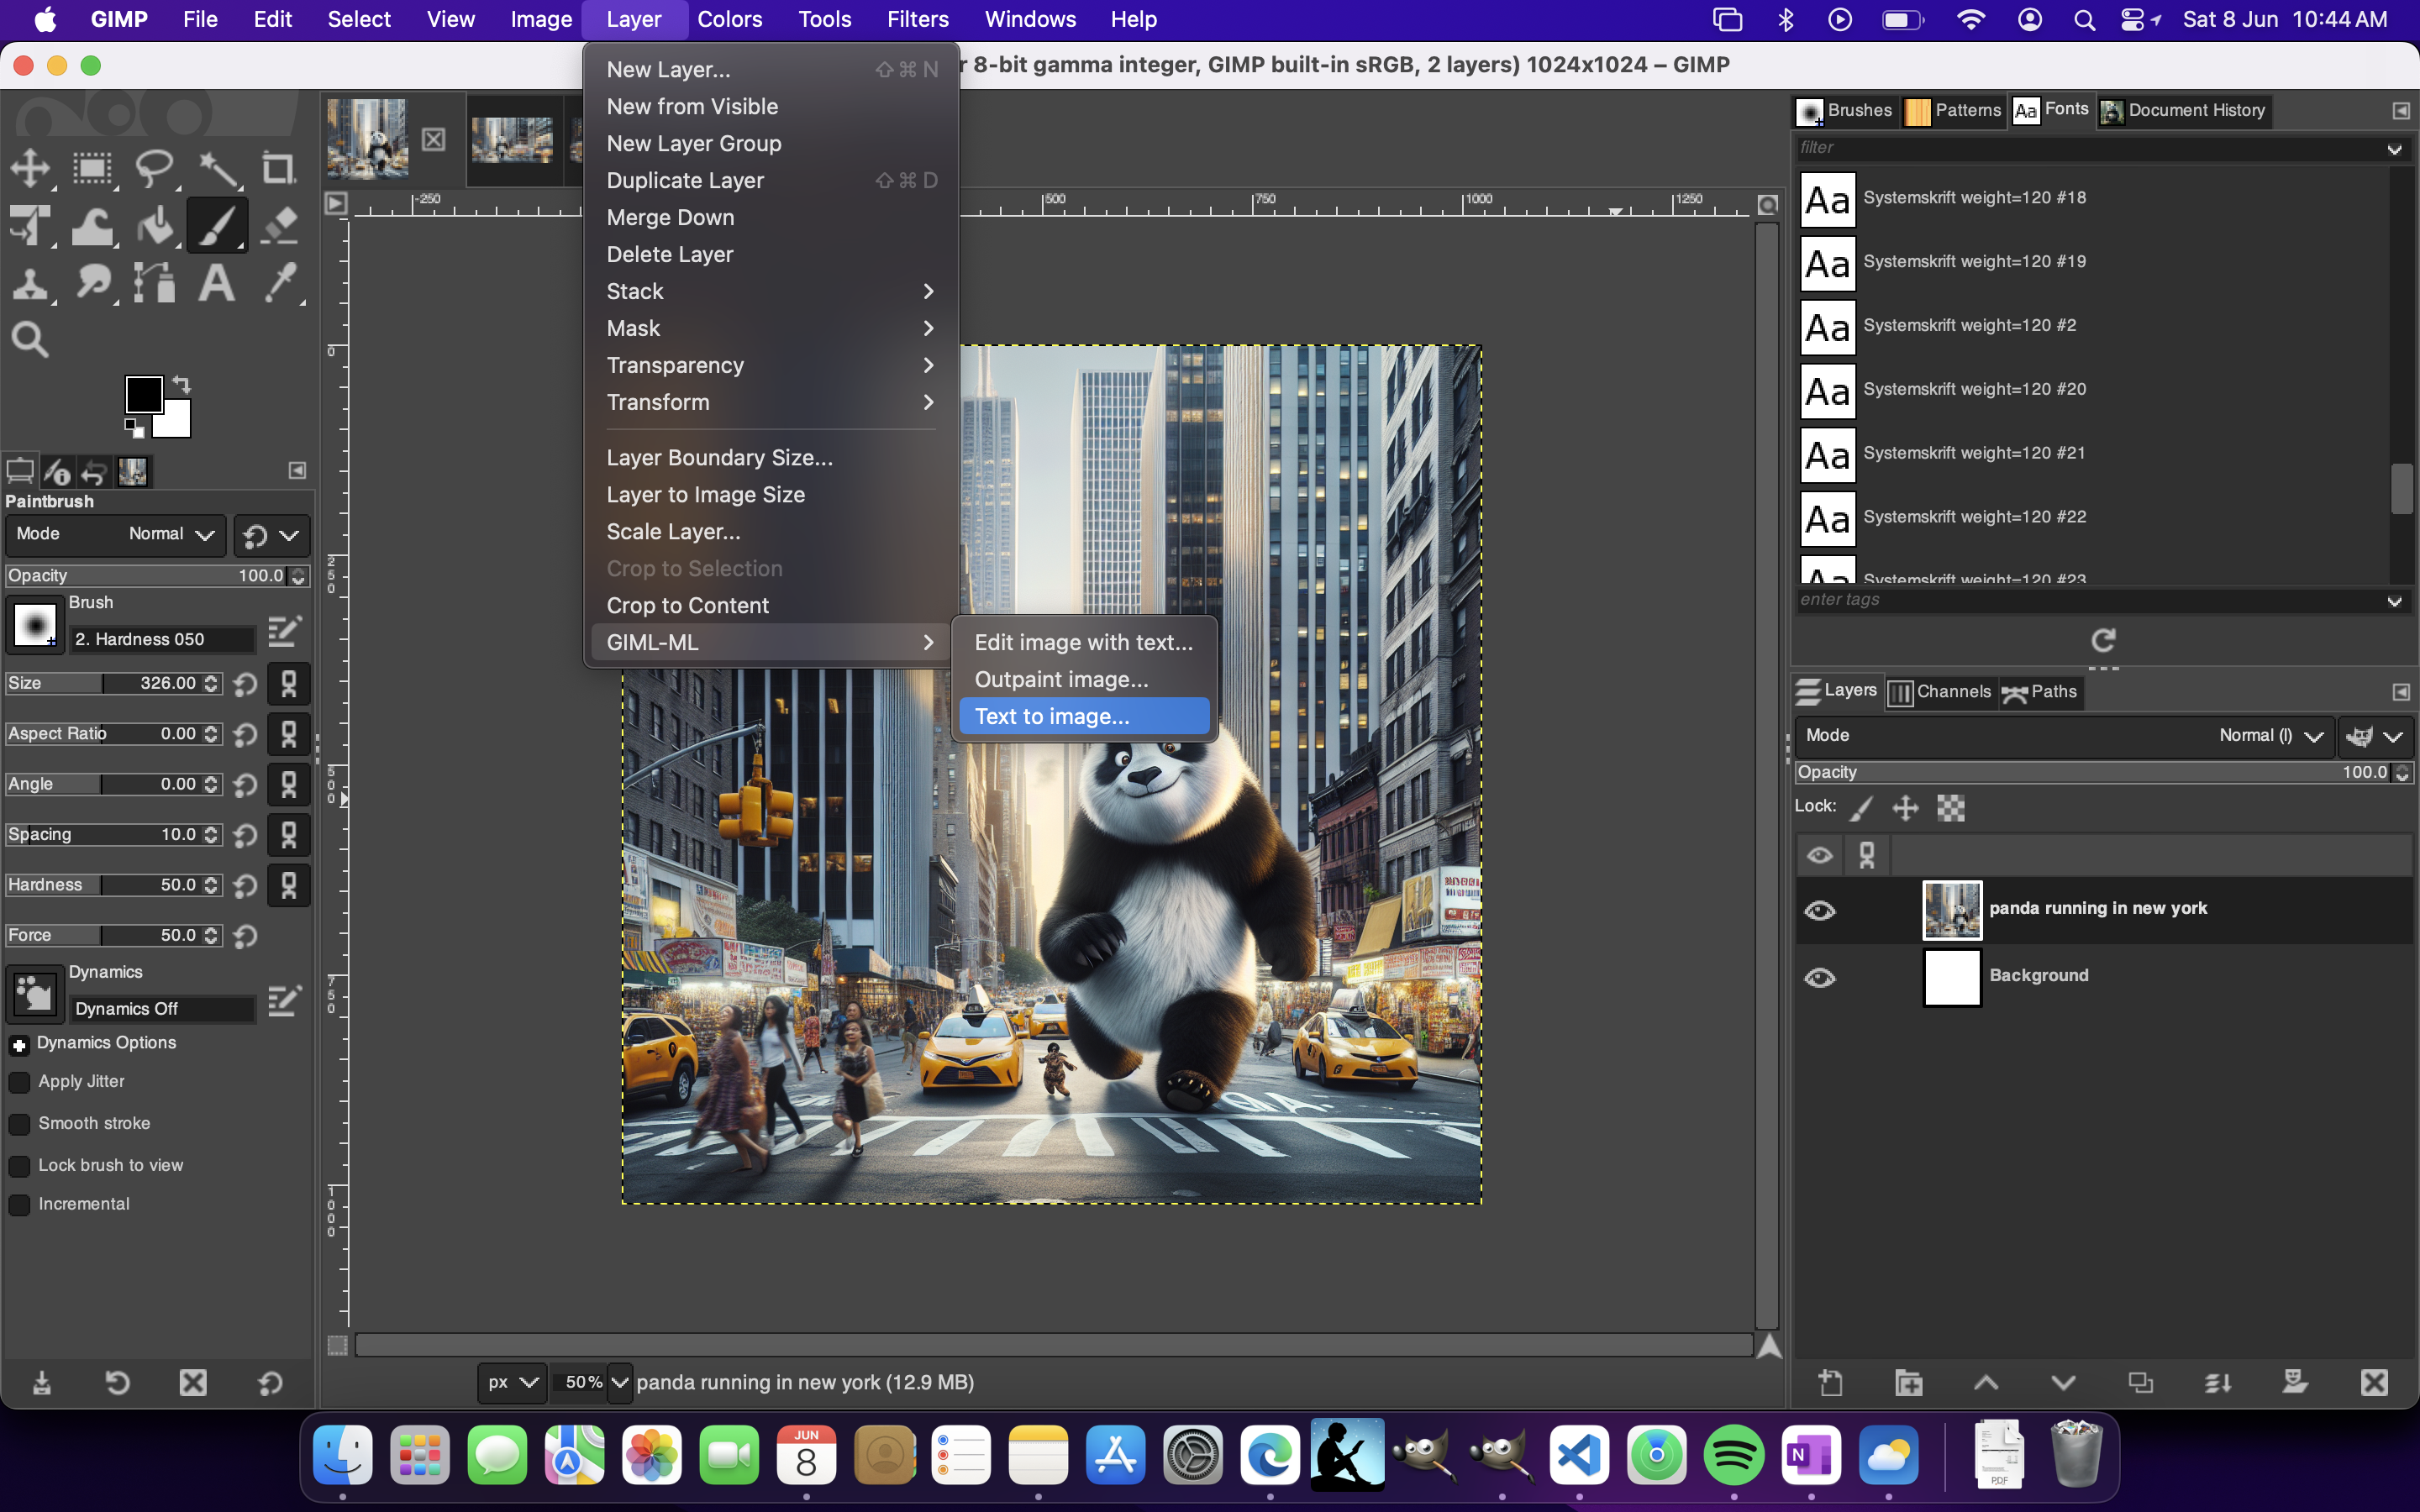 GIMP File Edit Select View Image Layer Colors Tools Filters Windows Help Sat 8 Jun 10:44 AM
r 8-bit gamma integer, GIMP built-in sRGB, 2 layers) 1024x1024 – GIMP
New Layer... ⇧⌘N
New from Visible
New Layer Group
Duplicate Layer ⇧⌘D
Merge Down
Delete Layer
Stack
Mask
Transparency
Transform
Layer Boundary Size...
Layer to Image Size
Scale Layer...
Crop to Selection
Crop to Content
GIML-ML
Edit image with text...
Outpaint image...
Text to image...
-250 500 750 1000 1250
0
250
500
750
1000
Paintbrush
Mode Normal
Opacity 100.0
Brush
2. Hardness 050
Size 326.00
Aspect Ratio 0.00
Angle 0.00
Spacing 10.0
Hardness 50.0
Force 50.0
Dynamics
Dynamics Off
Dynamics Options
Apply Jitter
Smooth stroke
Lock brush to view
Incremental
px 50% panda running in new york (12.9 MB)
Brushes Patterns Aa Fonts Document History
filter
Aa Systemskrift weight=120 #18
Aa Systemskrift weight=120 #19
Aa Systemskrift weight=120 #2
Aa Systemskrift weight=120 #20
Aa Systemskrift weight=120 #21
Aa Systemskrift weight=120 #22
Aa Systemskrift weight=120 #23
enter tags
Layers Channels Paths
Mode Normal (l)
Opacity 100.0
Lock:
panda running in new york
Background
JUN
8
N
PDF